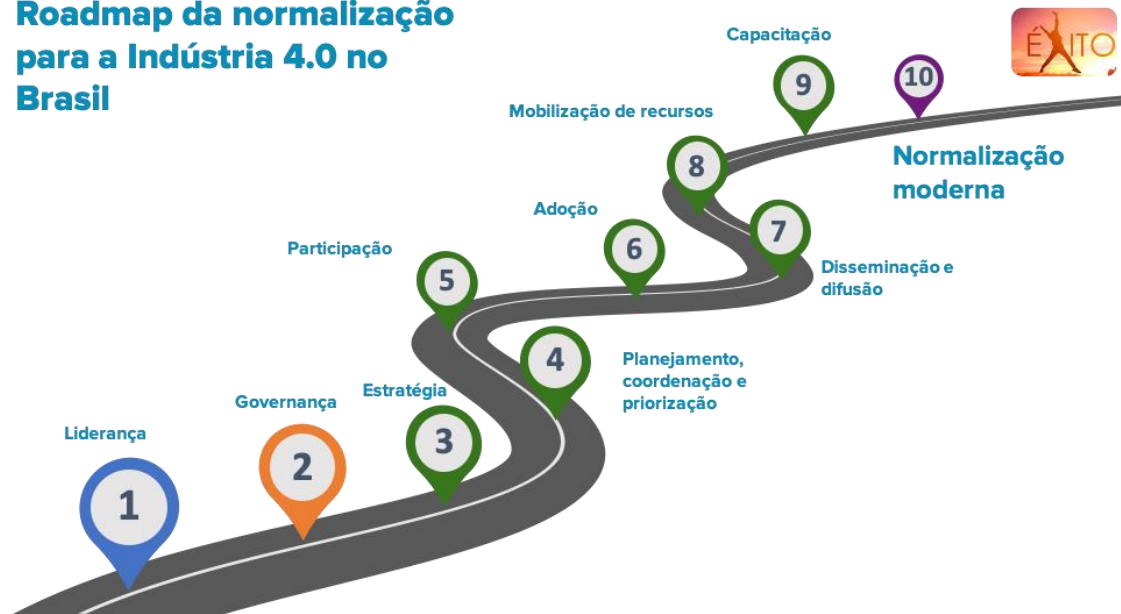 Roadmap da normalização
para a Indústria 4.0 no
Brasil
ÊXITO
Capacitação
9
10
Mobilização de recursos
8
Normalização
moderna
Adoção
6
7
Participação
5
Disseminação e
difusão
4
Planejamento,
coordenação e
priorização
Estratégia
3
Governança
2
Liderança
1